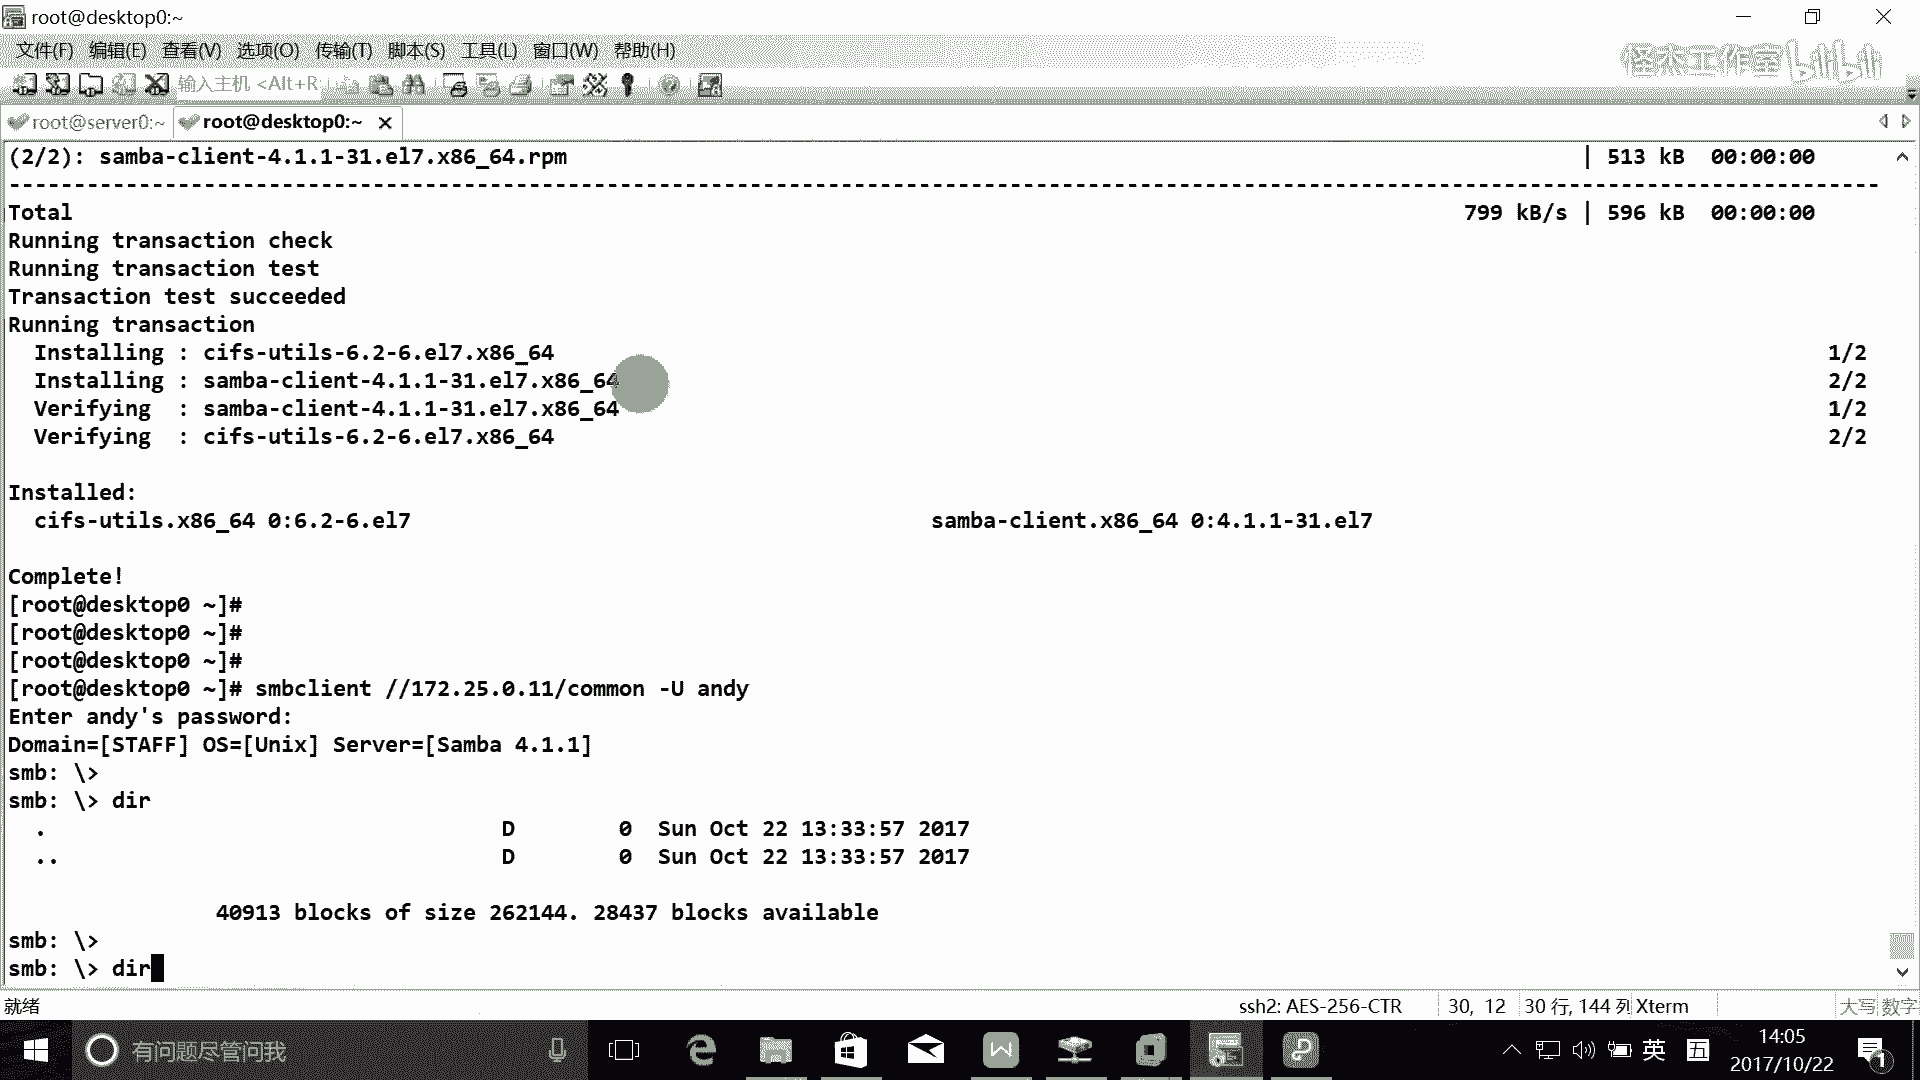 root@desktop0:~
文件(F) 编辑(E) 查看(V) 选项(O) 传输(T) 脚本(S) 工具(L) 窗口(W) 帮助(H)
怪杰工作室 bilibili
输入主机 <Alt+R
root@server0:~ root@desktop0:~
(2/2): samba-client-4.1.1-31.el7.x86_64.rpm | 513 kB 00:00:00
--------------------------------------------------------------------------------
Total 799 kB/s | 596 kB 00:00:00
Running transaction check
Running transaction test
Transaction test succeeded
Running transaction
Installing : cifs-utils-6.2-6.el7.x86_64 1/2
Installing : samba-client-4.1.1-31.el7.x86_64 2/2
Verifying : samba-client-4.1.1-31.el7.x86_64 1/2
Verifying : cifs-utils-6.2-6.el7.x86_64 2/2
Installed:
cifs-utils.x86_64 0:6.2-6.el7 samba-client.x86_64 0:4.1.1-31.el7
Complete!
[root@desktop0 ~]#
[root@desktop0 ~]#
[root@desktop0 ~]#
[root@desktop0 ~]# smbclient //172.25.0.11/common -U andy
Enter andy's password:
Domain=[STAFF] OS=[Unix] Server=[Samba 4.1.1]
smb: \>
smb: \> dir
. D 0 Sun Oct 22 13:33:57 2017
.. D 0 Sun Oct 22 13:33:57 2017
40913 blocks of size 262144. 28437 blocks available
smb: \>
smb: \> dir
就绪 ssh2: AES-256-CTR 30, 12 30 行, 144 列 Xterm 大写 数字
有问题尽管问我 英 五 14:05
2017/10/22 1